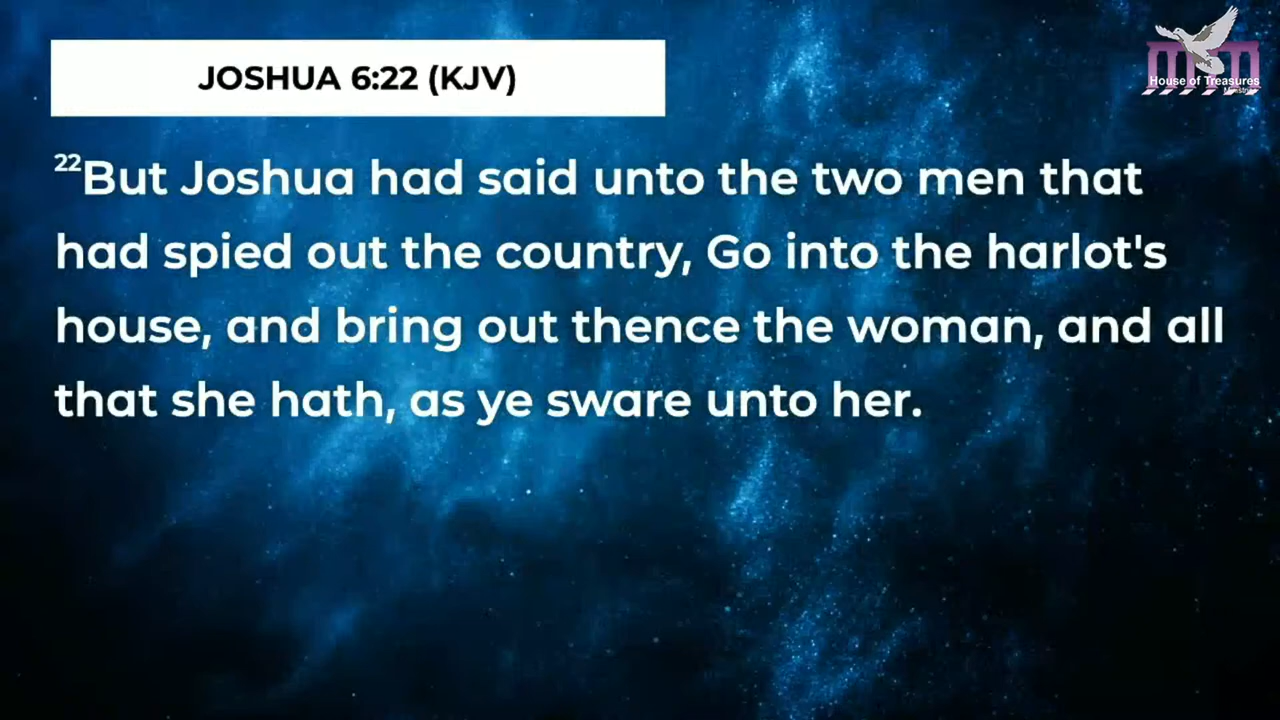 JOSHUA 6:22 (KJV)
House of Treasures
Ministries
22But Joshua had said unto the two men that
had spied out the country, Go into the harlot's
house, and bring out thence the woman, and all
that she hath, as ye sware unto her.